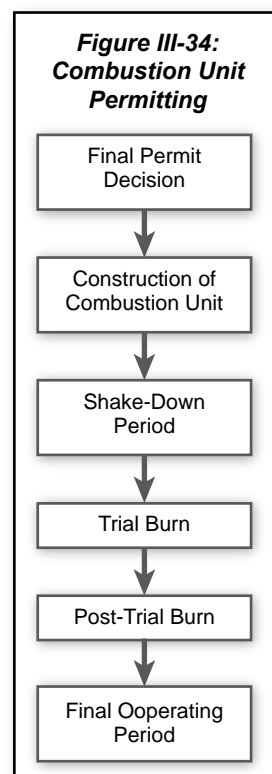 Figure III-34:
Combustion Unit
Permitting
Final Permit
Decision
Construction of
Combustion Unit
Shake-Down
Period
Trial Burn
Post-Trial Burn
Final Ooperating
Period